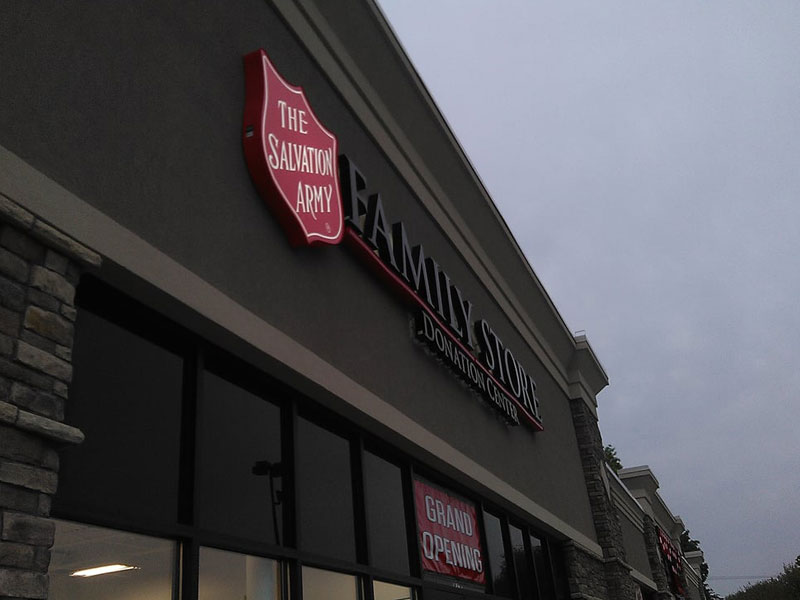 THE
SALVATION
ARMY
FAMILY STORE
DONATION CENTER
GRAND
OPENING